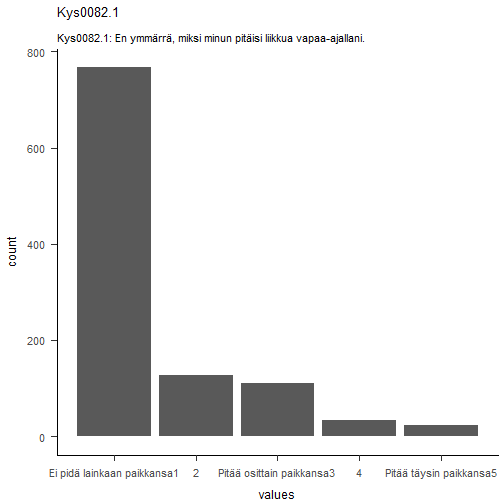 Kys0082.1
Kys0082.1: En ymmärrä, miksi minun pitäisi liikkua vapaa-ajallani.
800
600
400
200
0
count
Ei pidä lainkaan paikkansa1 2 Pitää osittain paikkansa3 4 Pitää täysin paikkansa5
values